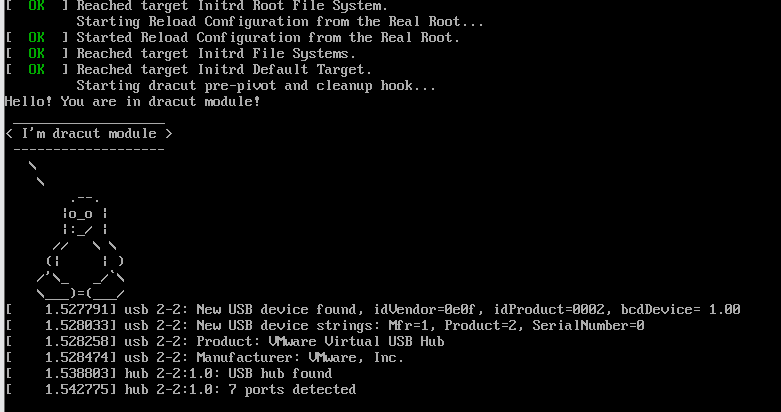 [  OK  ] Reached target Initrd Root File System.
         Starting Reload Configuration from the Real Root...
[  OK  ] Started Reload Configuration from the Real Root.
[  OK  ] Reached target Initrd File Systems.
[  OK  ] Reached target Initrd Default Target.
         Starting dracut pre-pivot and cleanup hook...
Hello! You are in dracut module!
 ___________________
< I'm dracut module >
 -------------------
   \
    \
        .--.
       |o_o |
       |:_/ |
      //   \ \
     (|     | )
    /'\_   _/`\
    \___)=(___/
[    1.527791] usb 2-2: New USB device found, idVendor=0e0f, idProduct=0002, bcdDevice= 1.00
[    1.528033] usb 2-2: New USB device strings: Mfr=1, Product=2, SerialNumber=0
[    1.528258] usb 2-2: Product: VMware Virtual USB Hub
[    1.528474] usb 2-2: Manufacturer: VMware, Inc.
[    1.538803] hub 2-2:1.0: USB hub found
[    1.542775] hub 2-2:1.0: 7 ports detected